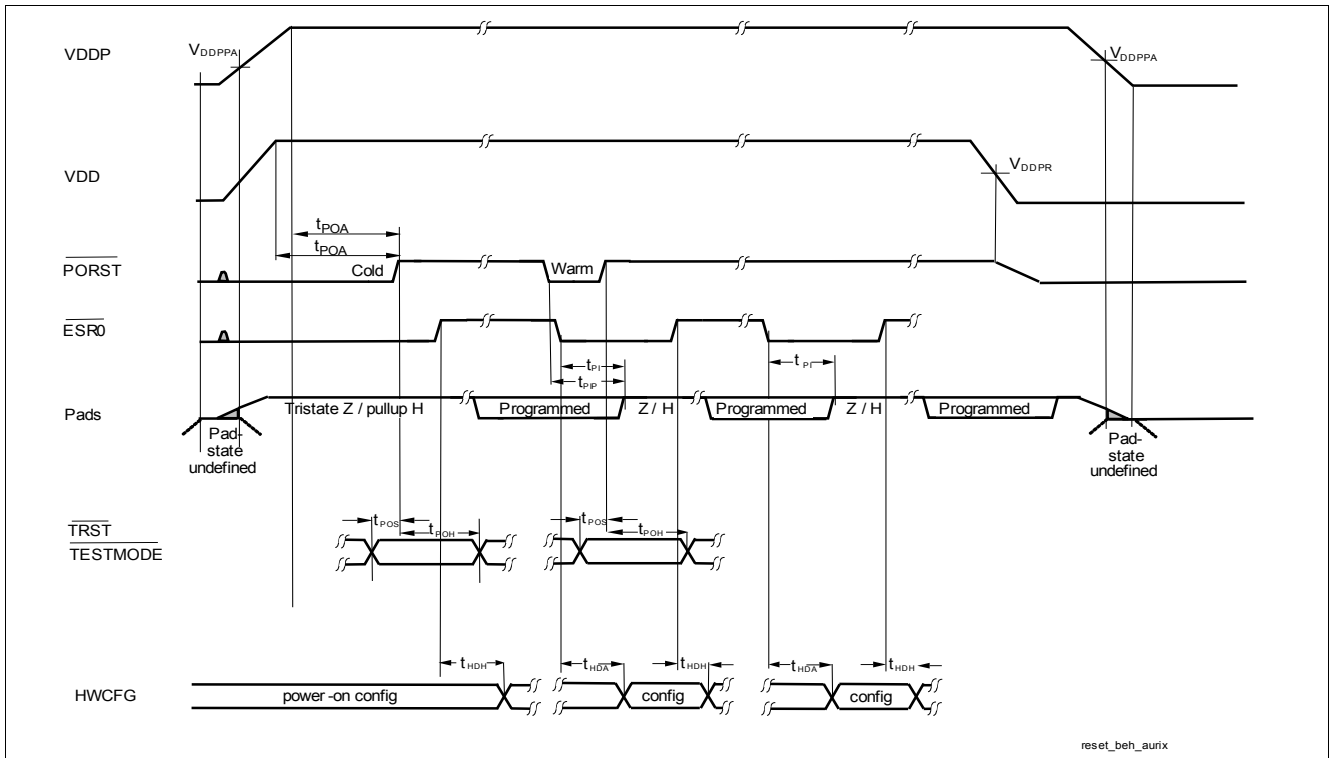 VDDP
VDDPPA
VDDPPA
VDD
VDDPR
tPOA
tPOA
PORST
Cold
Warm
ESR0
tPI
tPI
tPIP
Pads
Tristate Z / pullup H
Programmed
Z / H
Programmed
Z / H
Programmed
Pad-
state
undefined
Pad-
state
undefined
TRST
TESTMODE
tPOS
tPOH
tPOS
tPOH
tHDH
tHDA
tHDH
tHDA
tHDH
HWCFG
power-on config
config
config
reset_beh_aurix